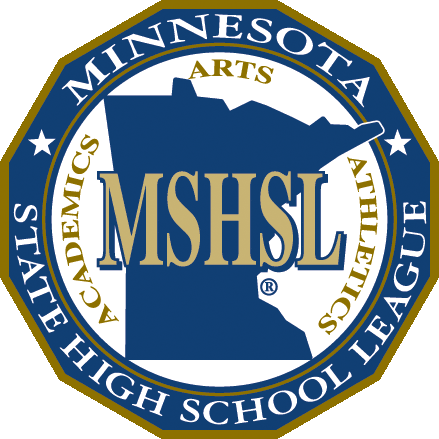 MINNESOTA
ARTS
ACADEMICS
ATHLETICS
MSHSL
®
STATE HIGH SCHOOL LEAGUE